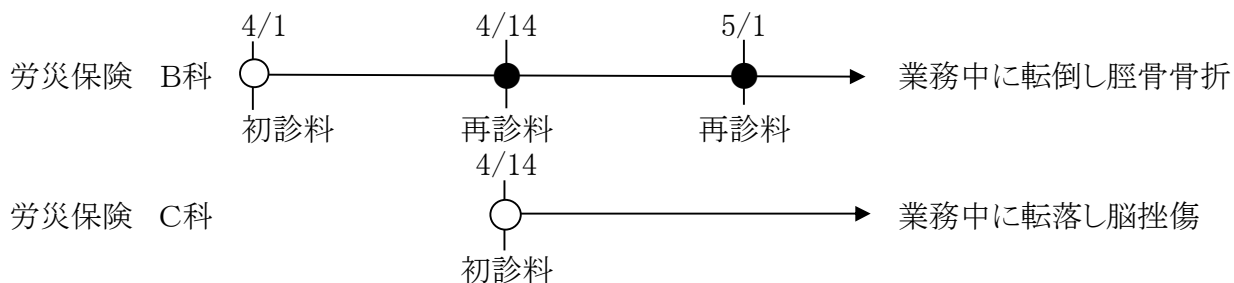 4/1 4/14 5/1
労災保険 B科 業務中に転倒し脛骨骨折
初診料 再診料 再診料
4/14
労災保険 C科 業務中に転落し脳挫傷
初診料